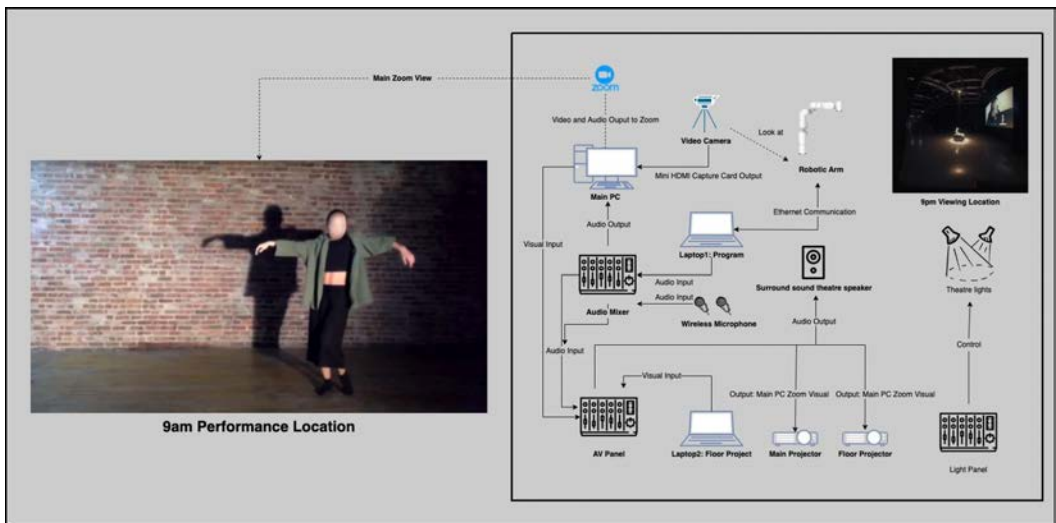 Main Zoom View
zoom
Video and Audio Ouput to Zoom
Video Camera
Look at
Robotic Arm
Mini HDMI Capture Card Output
Main PC
9pm Viewing Location
Ethernet Communication
Audio Output
Visual Input
Laptop1: Program
Audio Input
Surround sound theatre speaker
Theatre lights
Audio Input
Audio Mixer
Wireless Microphone
Audio Output
Audio Input
Control
Visual Input
Output: Main PC Zoom Visual
Output: Main PC Zoom Visual
9am Performance Location
AV Panel
Laptop2: Floor Project
Main Projector
Floor Projector
Light Panel